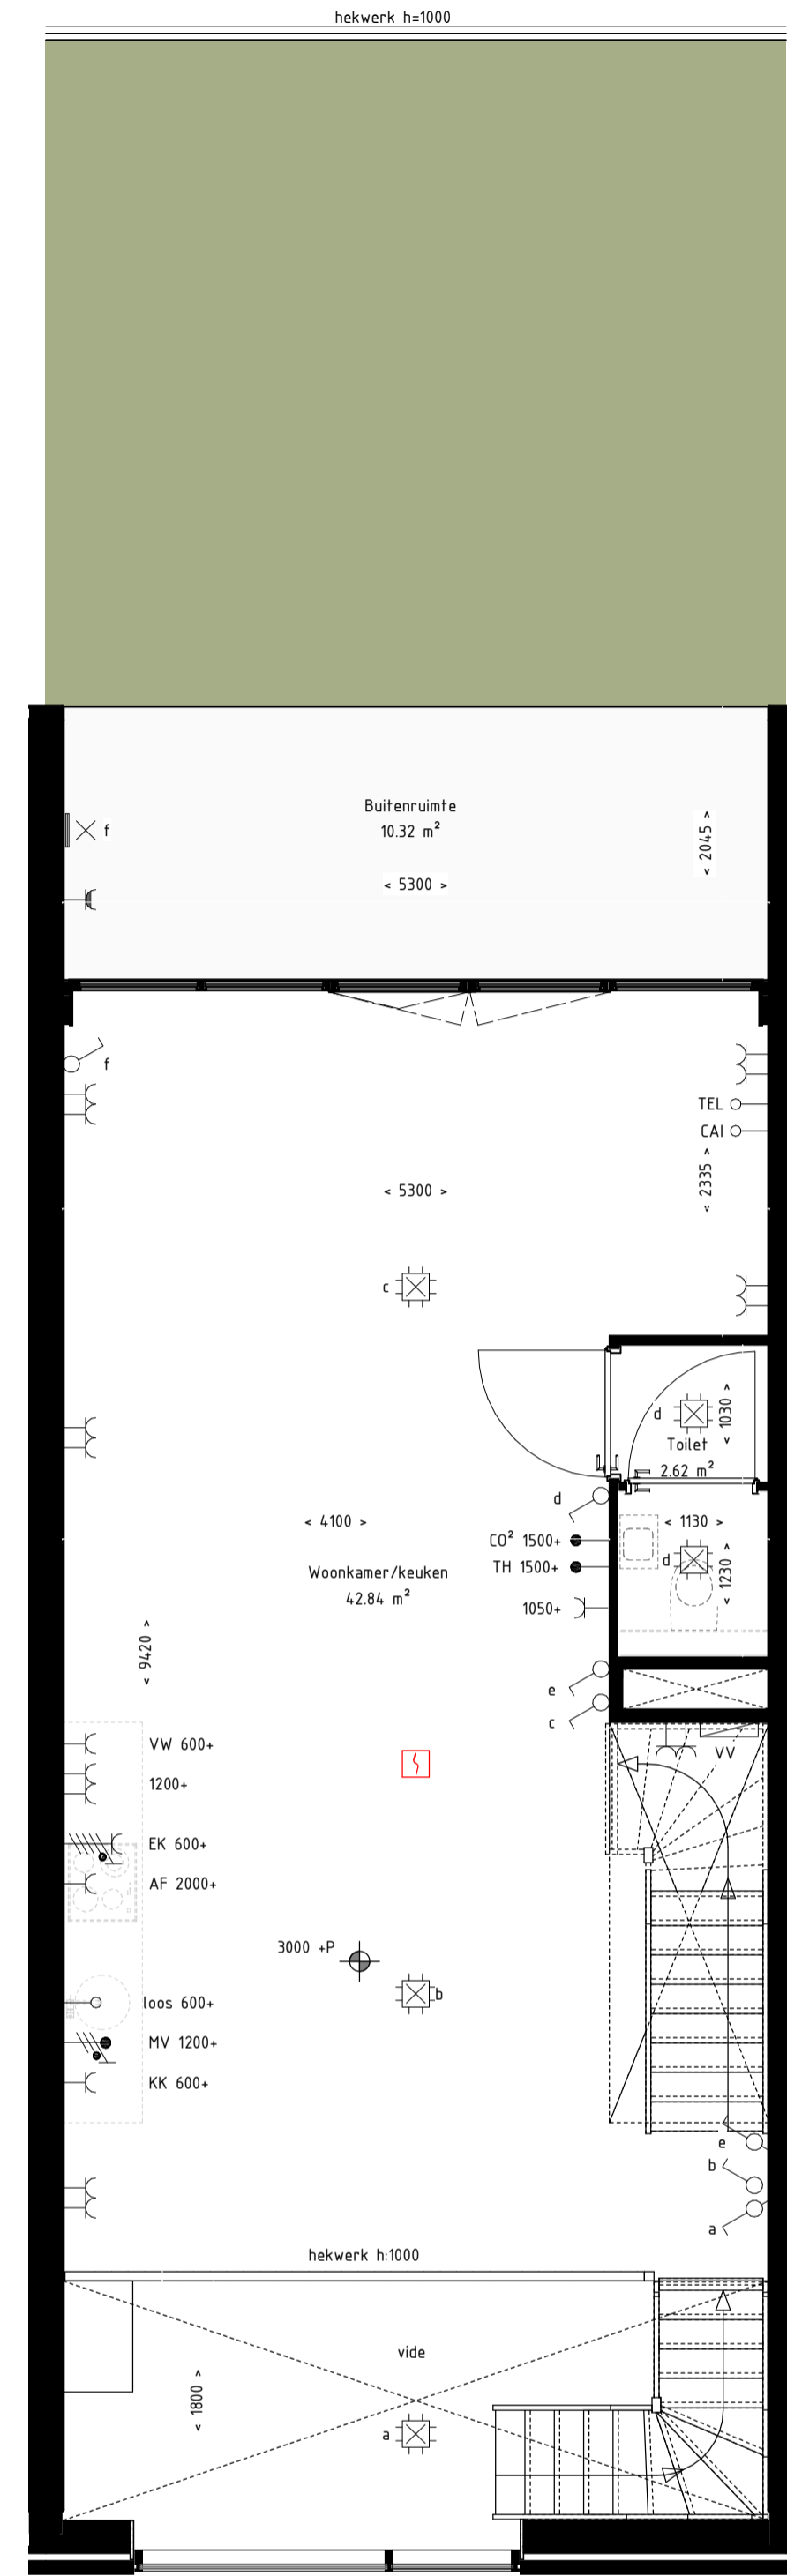 hekwerk h=1000
Buitenruimte
10.32 m²
< 2045 >
f
< 5300 >
f
TEL
CAI
< 2335 >
< 5300 >
c
d
< 1030 >
Toilet
2.62 m²
d
< 4100 >
< 1130 >
CO² 1500+
TH 1500+
d
< 1230 >
Woonkamer/keuken
42.84 m²
1050+
< 9420 >
e
c
VW 600+
VV
1200+
EK 600+
AF 2000+
3000 +P
b
loos 600+
MV 1200+
KK 600+
e
b
a
hekwerk h:1000
vide
< 1800 >
a